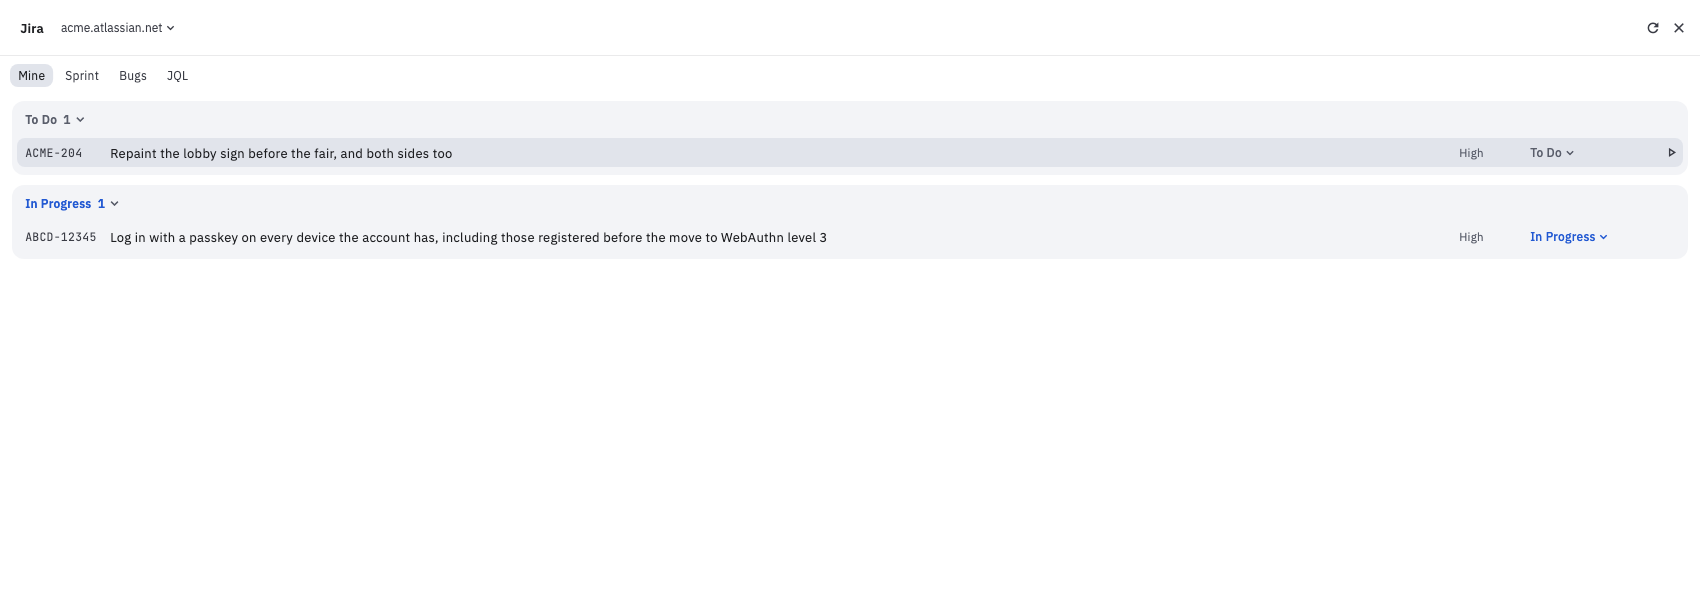 Jira acme.atlassian.net
Mine Sprint Bugs JQL
To Do 1
ACME-204 Repaint the lobby sign before the fair, and both sides too High To Do
In Progress 1
ABCD-12345 Log in with a passkey on every device the account has, including those registered before the move to WebAuthn level 3 High In Progress